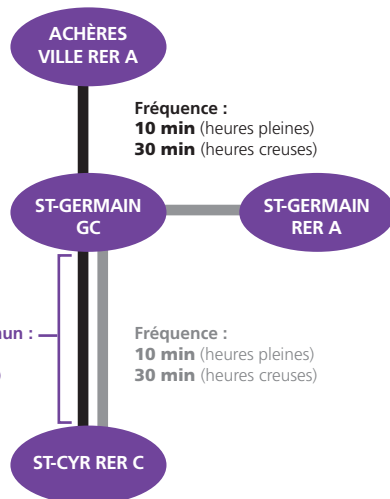 ACHÈRES
VILLE RER A
Fréquence :
10 min (heures pleines)
30 min (heures creuses)
ST-GERMAIN
GC
ST-GERMAIN
RER A
Fréquence :
10 min (heures pleines)
30 min (heures creuses)
ST-CYR RER C